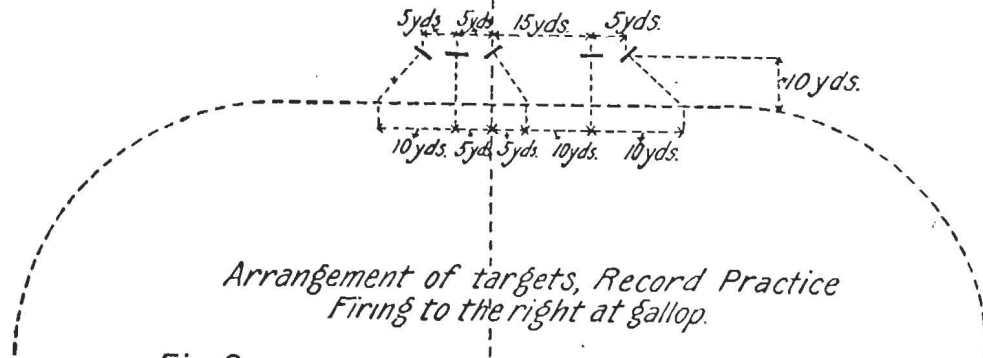 5yds. 5yds. 15yds. 5yds.
10yds.
10yds. 5yds. 5yds. 10yds. 10yds.
Arrangement of targets, Record Practice
Firing to the right at gallop.